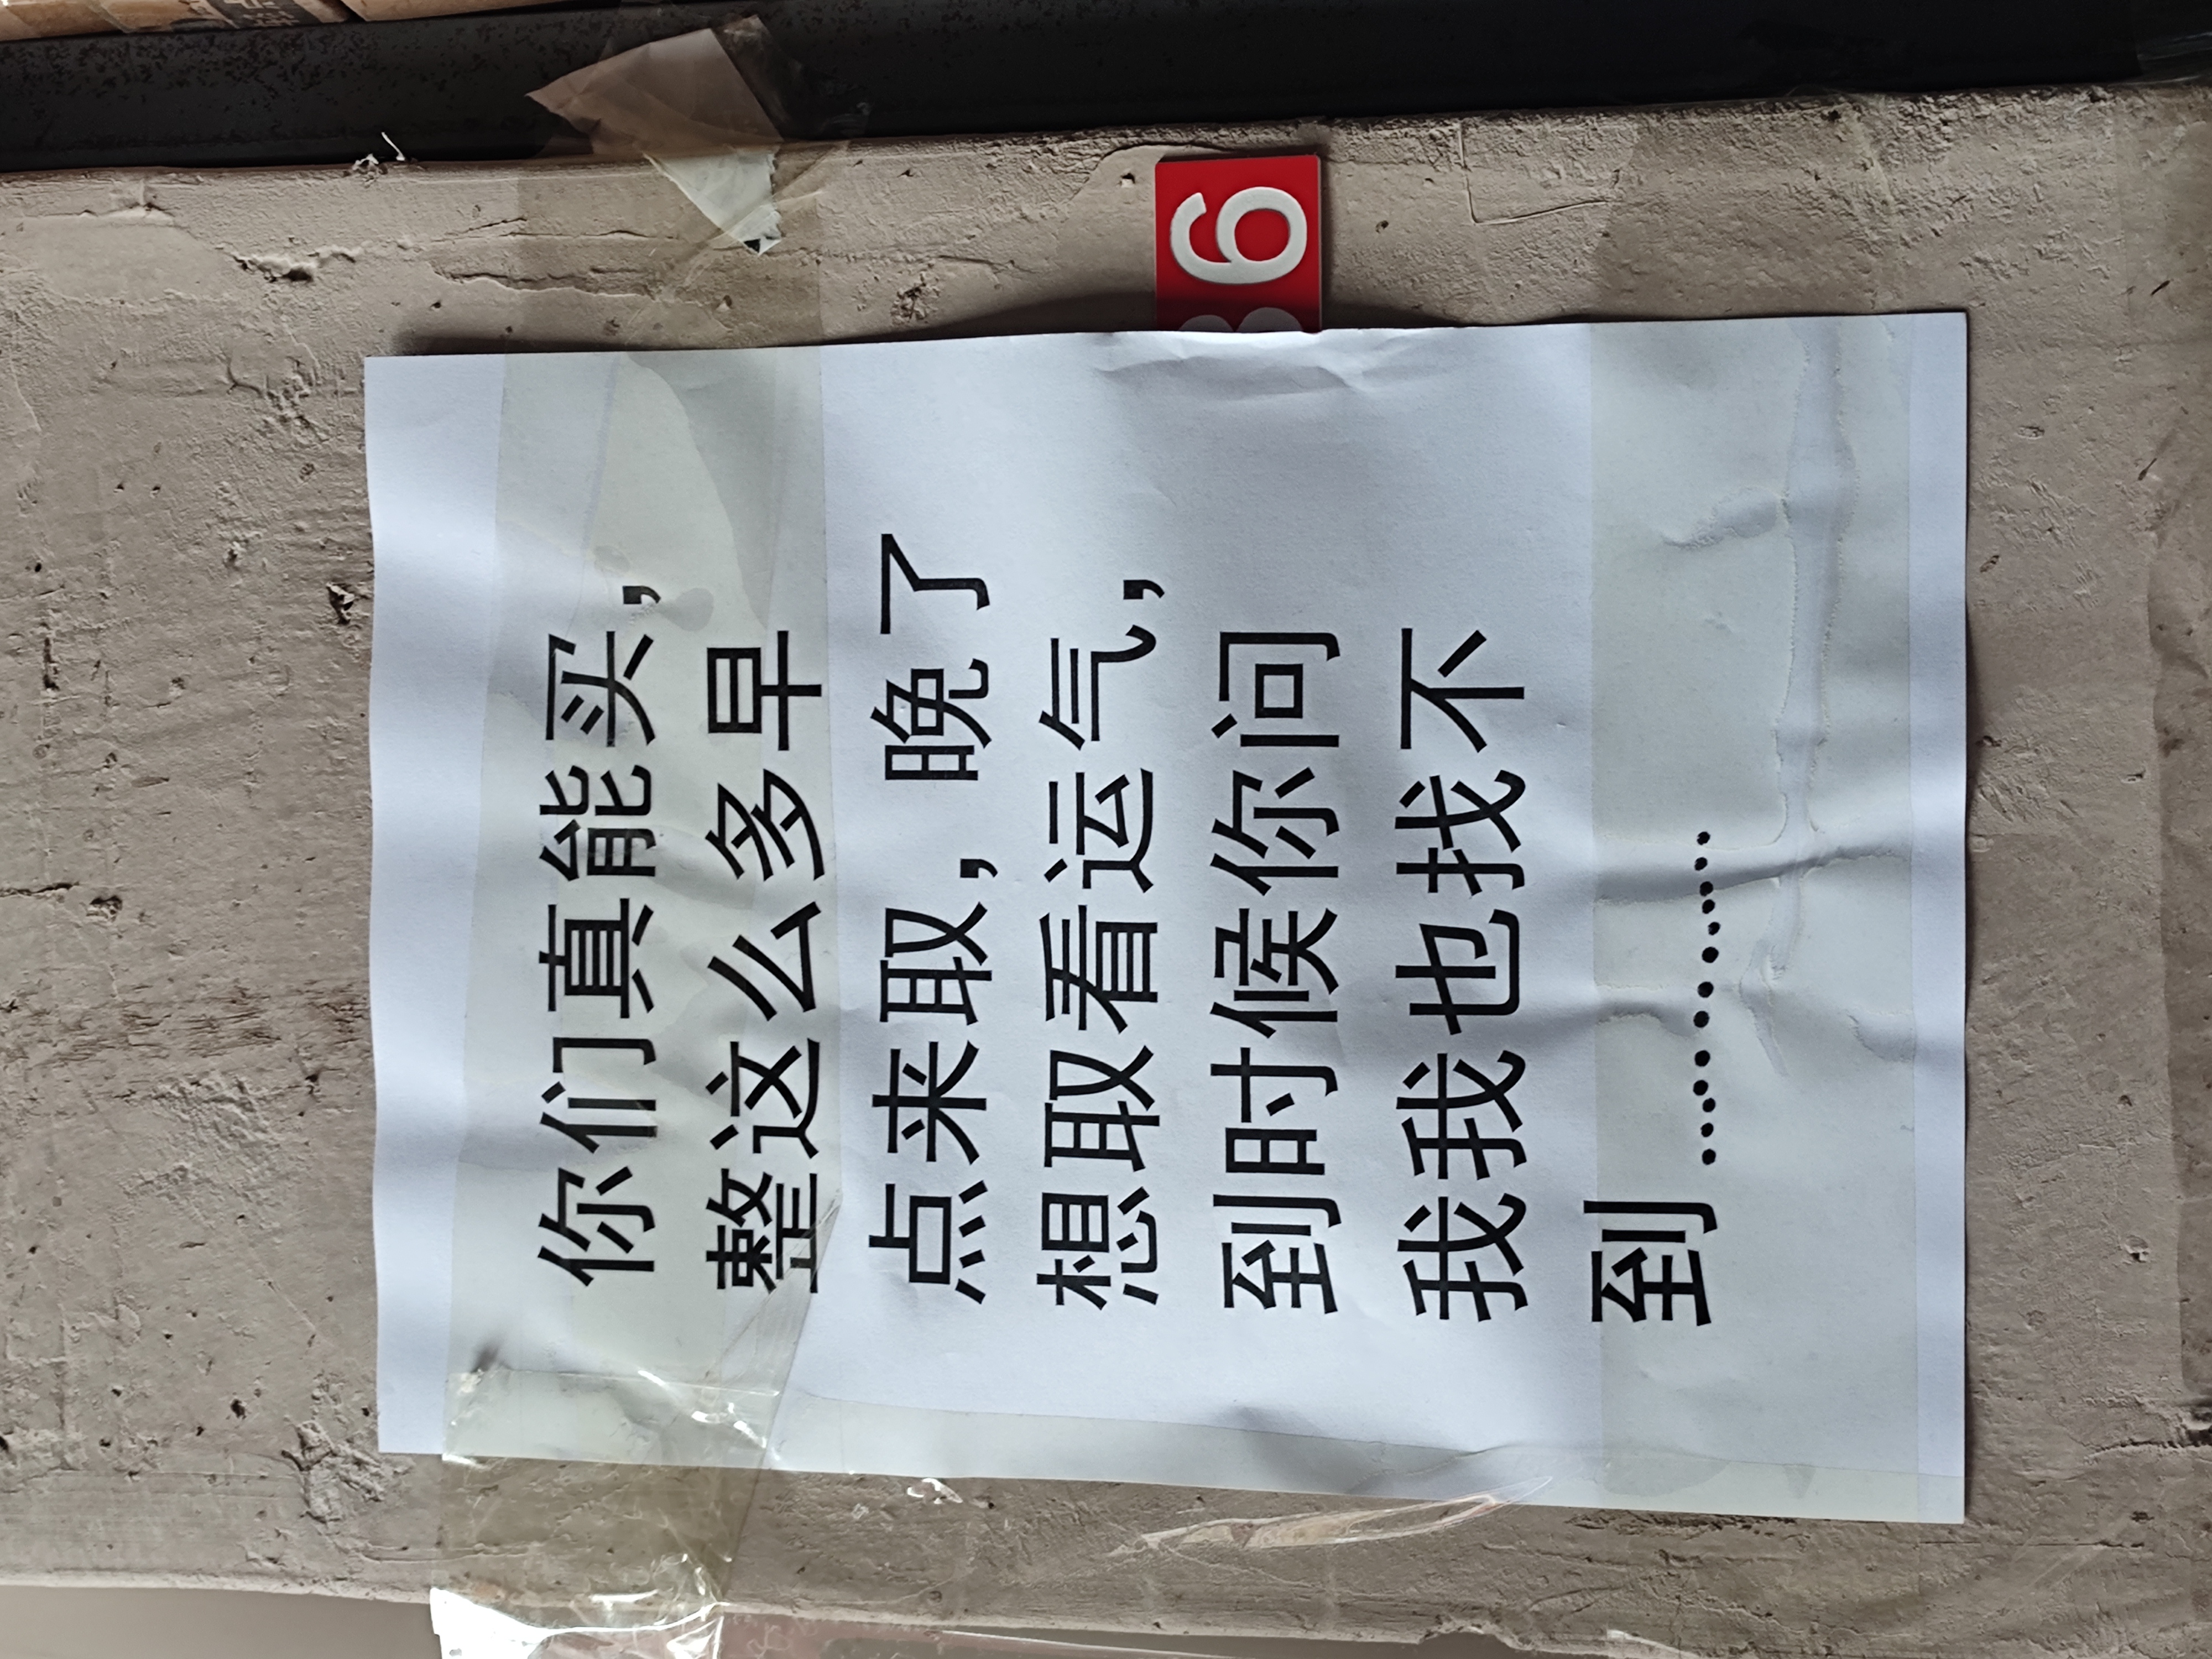 你们真能买，
整这么多早
点来取，晚了
想取看运气，
到时候你问
我我也找不
到…………
6